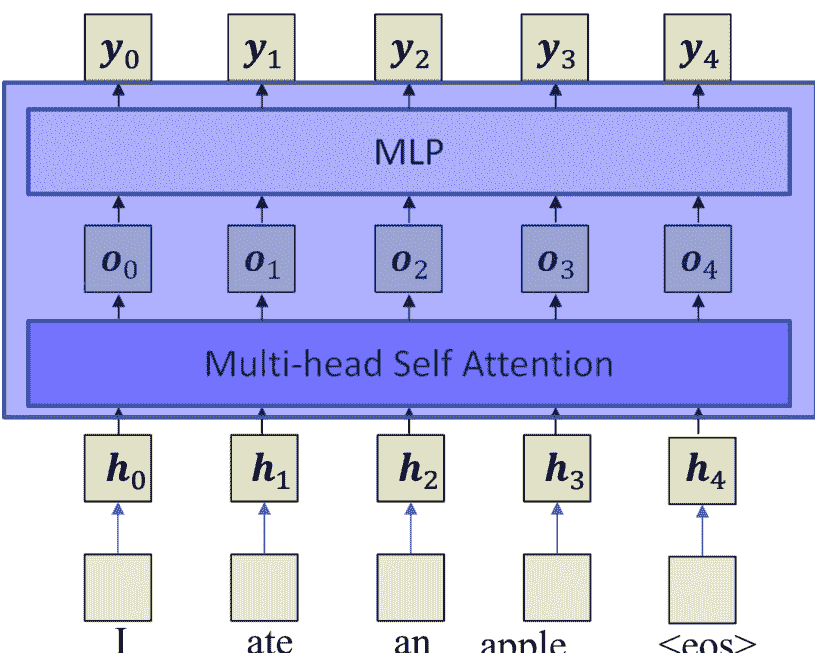 y₀ y₁ y₂ y₃ y₄
MLP
o₀ o₁ o₂ o₃ o₄
Multi-head Self Attention
h₀ h₁ h₂ h₃ h₄
I ate an apple <eos>